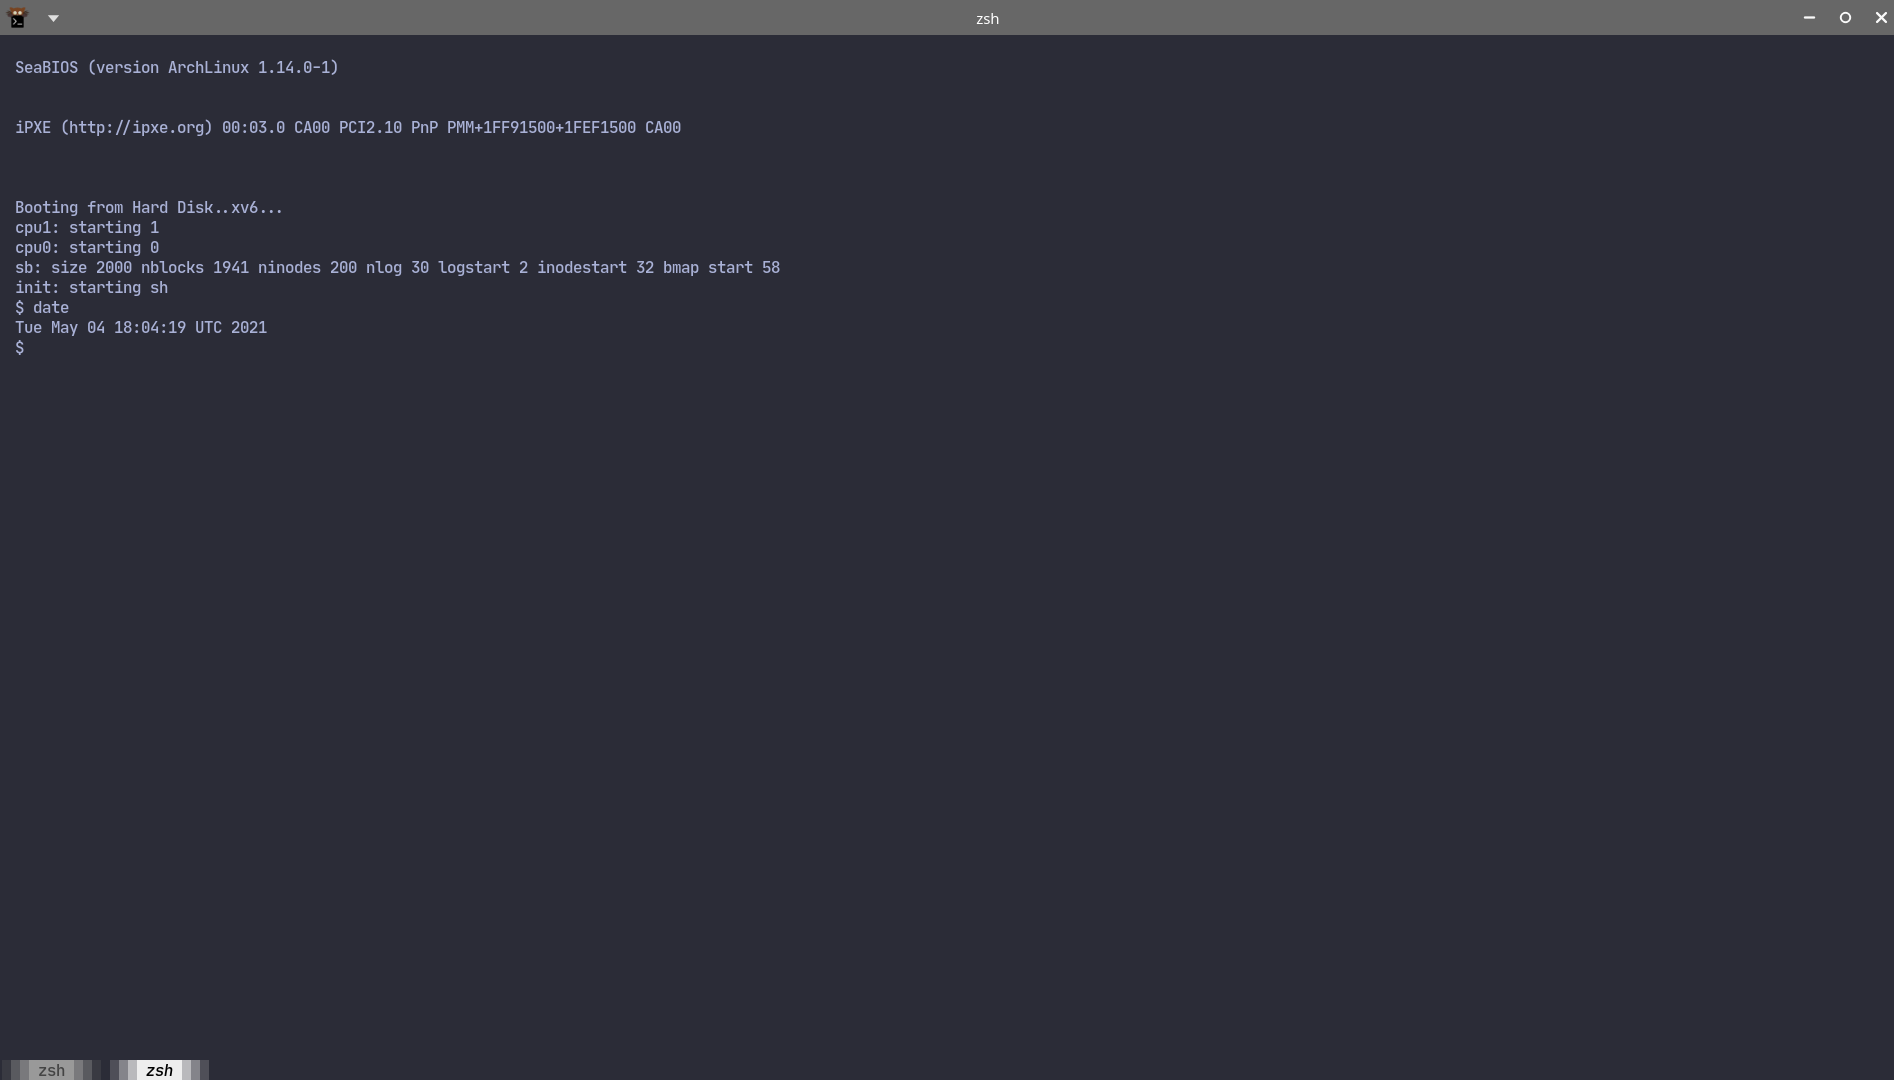 zsh
SeaBIOS (version ArchLinux 1.14.0-1)
iPXE (http://ipxe.org) 00:03.0 CA00 PCI2.10 PnP PMM+1FF91500+1FEF1500 CA00
Booting from Hard Disk..xv6...
cpu1: starting 1
cpu0: starting 0
sb: size 2000 nblocks 1941 ninodes 200 nlog 30 logstart 2 inodestart 32 bmap start 58
init: starting sh
$ date
Tue May 04 18:04:19 UTC 2021
$
zsh zsh